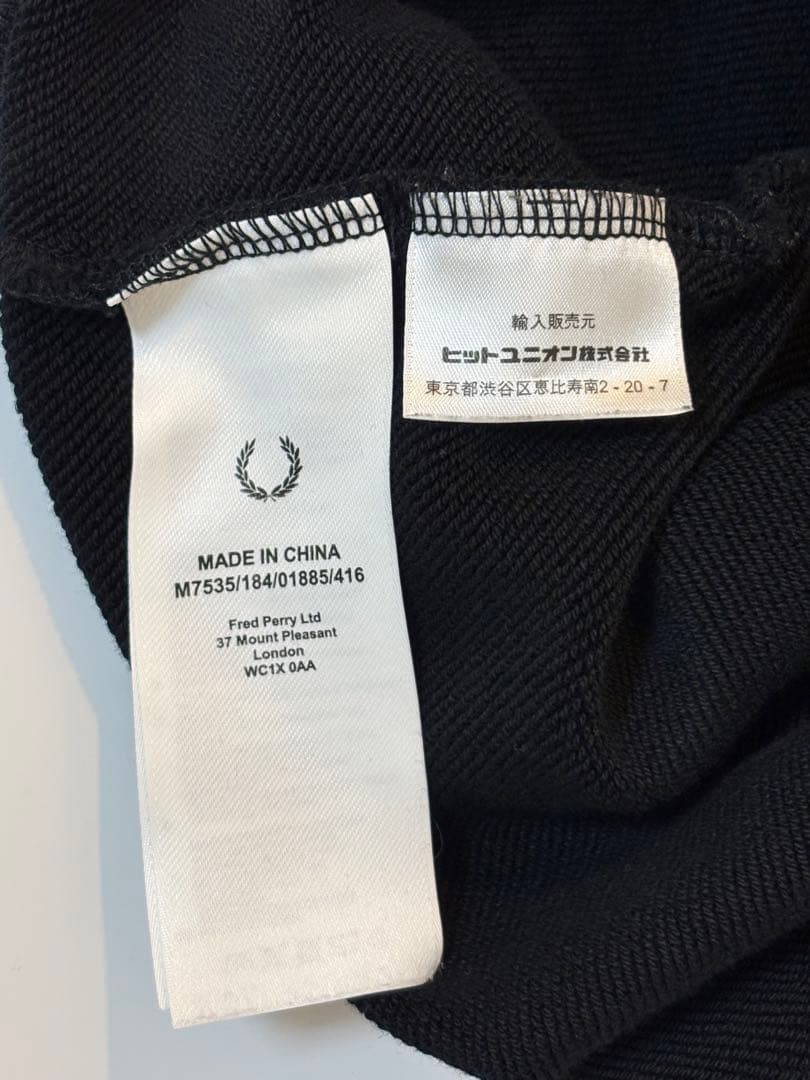 輸入販売元
ヒットユニオン株式会社
東京都渋谷区恵比寿南2-20-7
MADE IN CHINA
M7535/184/01885/416
Fred Perry Ltd
37 Mount Pleasant
London
WC1X 0AA